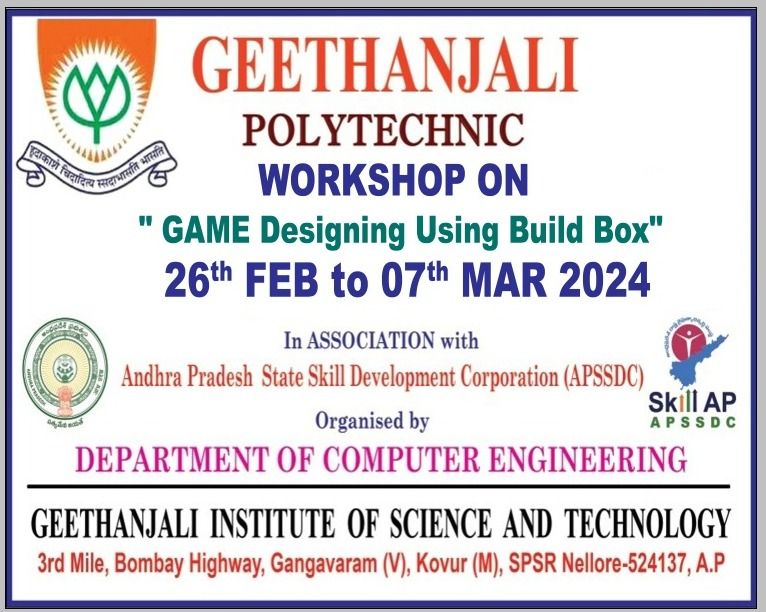 GEETHANJALI
POLYTECHNIC
WORKSHOP ON
" GAME Designing Using Build Box"
26th FEB to 07th MAR 2024
In ASSOCIATION with
Andhra Pradesh State Skill Development Corporation (APSSDC)
Skill AP
APSSDC
Organised by
DEPARTMENT OF COMPUTER ENGINEERING
GEETHANJALI INSTITUTE OF SCIENCE AND TECHNOLOGY
3rd Mile, Bombay Highway, Gangavaram (V), Kovur (M), SPSR Nellore-524137, A.P